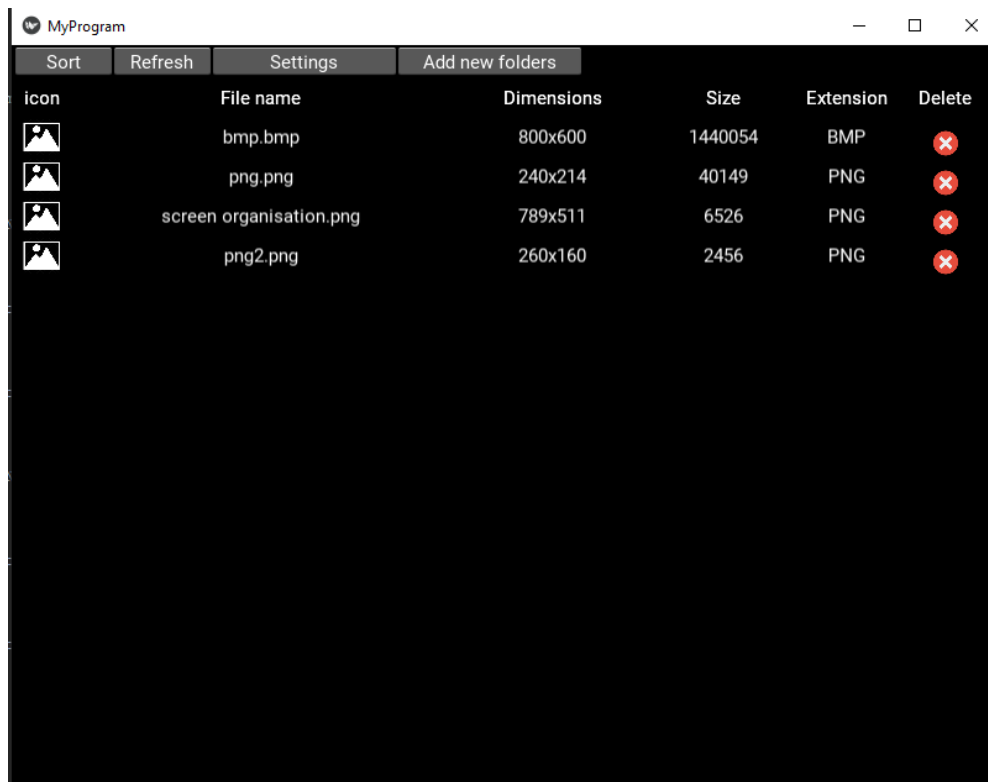 MyProgram
Sort Refresh Settings Add new folders
icon File name Dimensions Size Extension Delete
bmp.bmp 800x600 1440054 BMP
png.png 240x214 40149 PNG
screen organisation.png 789x511 6526 PNG
png2.png 260x160 2456 PNG